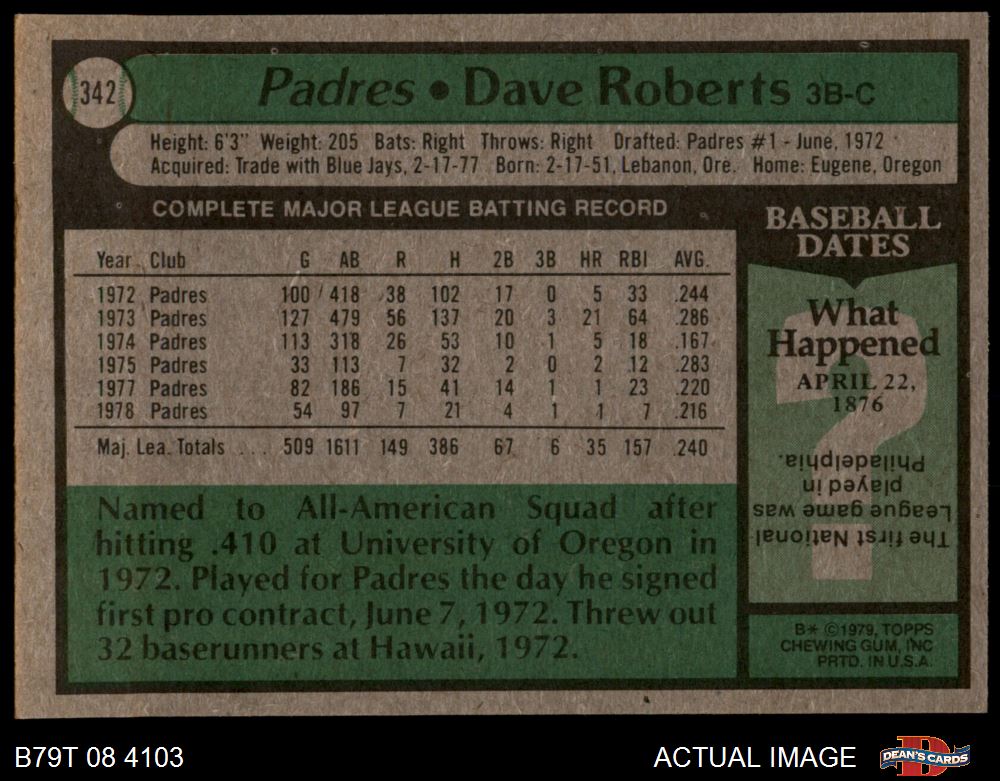 342
Padres • Dave Roberts 3B-C
Height: 6'3" Weight: 205 Bats: Right Throws: Right Drafted: Padres #1 - June, 1972
Acquired: Trade with Blue Jays, 2-17-77 Born: 2-17-51, Lebanon, Ore. Home: Eugene, Oregon
COMPLETE MAJOR LEAGUE BATTING RECORD
Year Club G AB R H 2B 3B HR RBI AVG.
1972 Padres 100 418 38 102 17 0 5 33 .244
1973 Padres 127 479 56 137 20 3 21 64 .286
1974 Padres 113 318 26 53 10 1 5 18 .167
1975 Padres 33 113 7 32 2 0 2 12 .283
1977 Padres 82 186 15 41 14 1 1 23 .220
1978 Padres 54 97 7 21 4 1 1 7 .216
Maj. Lea. Totals ... 509 1611 149 386 67 6 35 157 .240
Named to All-American Squad after
hitting .410 at University of Oregon in
1972. Played for Padres the day he signed
first pro contract, June 7, 1972. Threw out
32 baserunners at Hawaii, 1972.
BASEBALL
DATES
What
Happened
APRIL 22,
1876
?
The first National
League game was
played in
Philadelphia.
B* ©1979, TOPPS
CHEWING GUM, INC
PRTD. IN U.S.A.
B79T 08 4103
ACTUAL IMAGE
D
DEAN'S CARDS